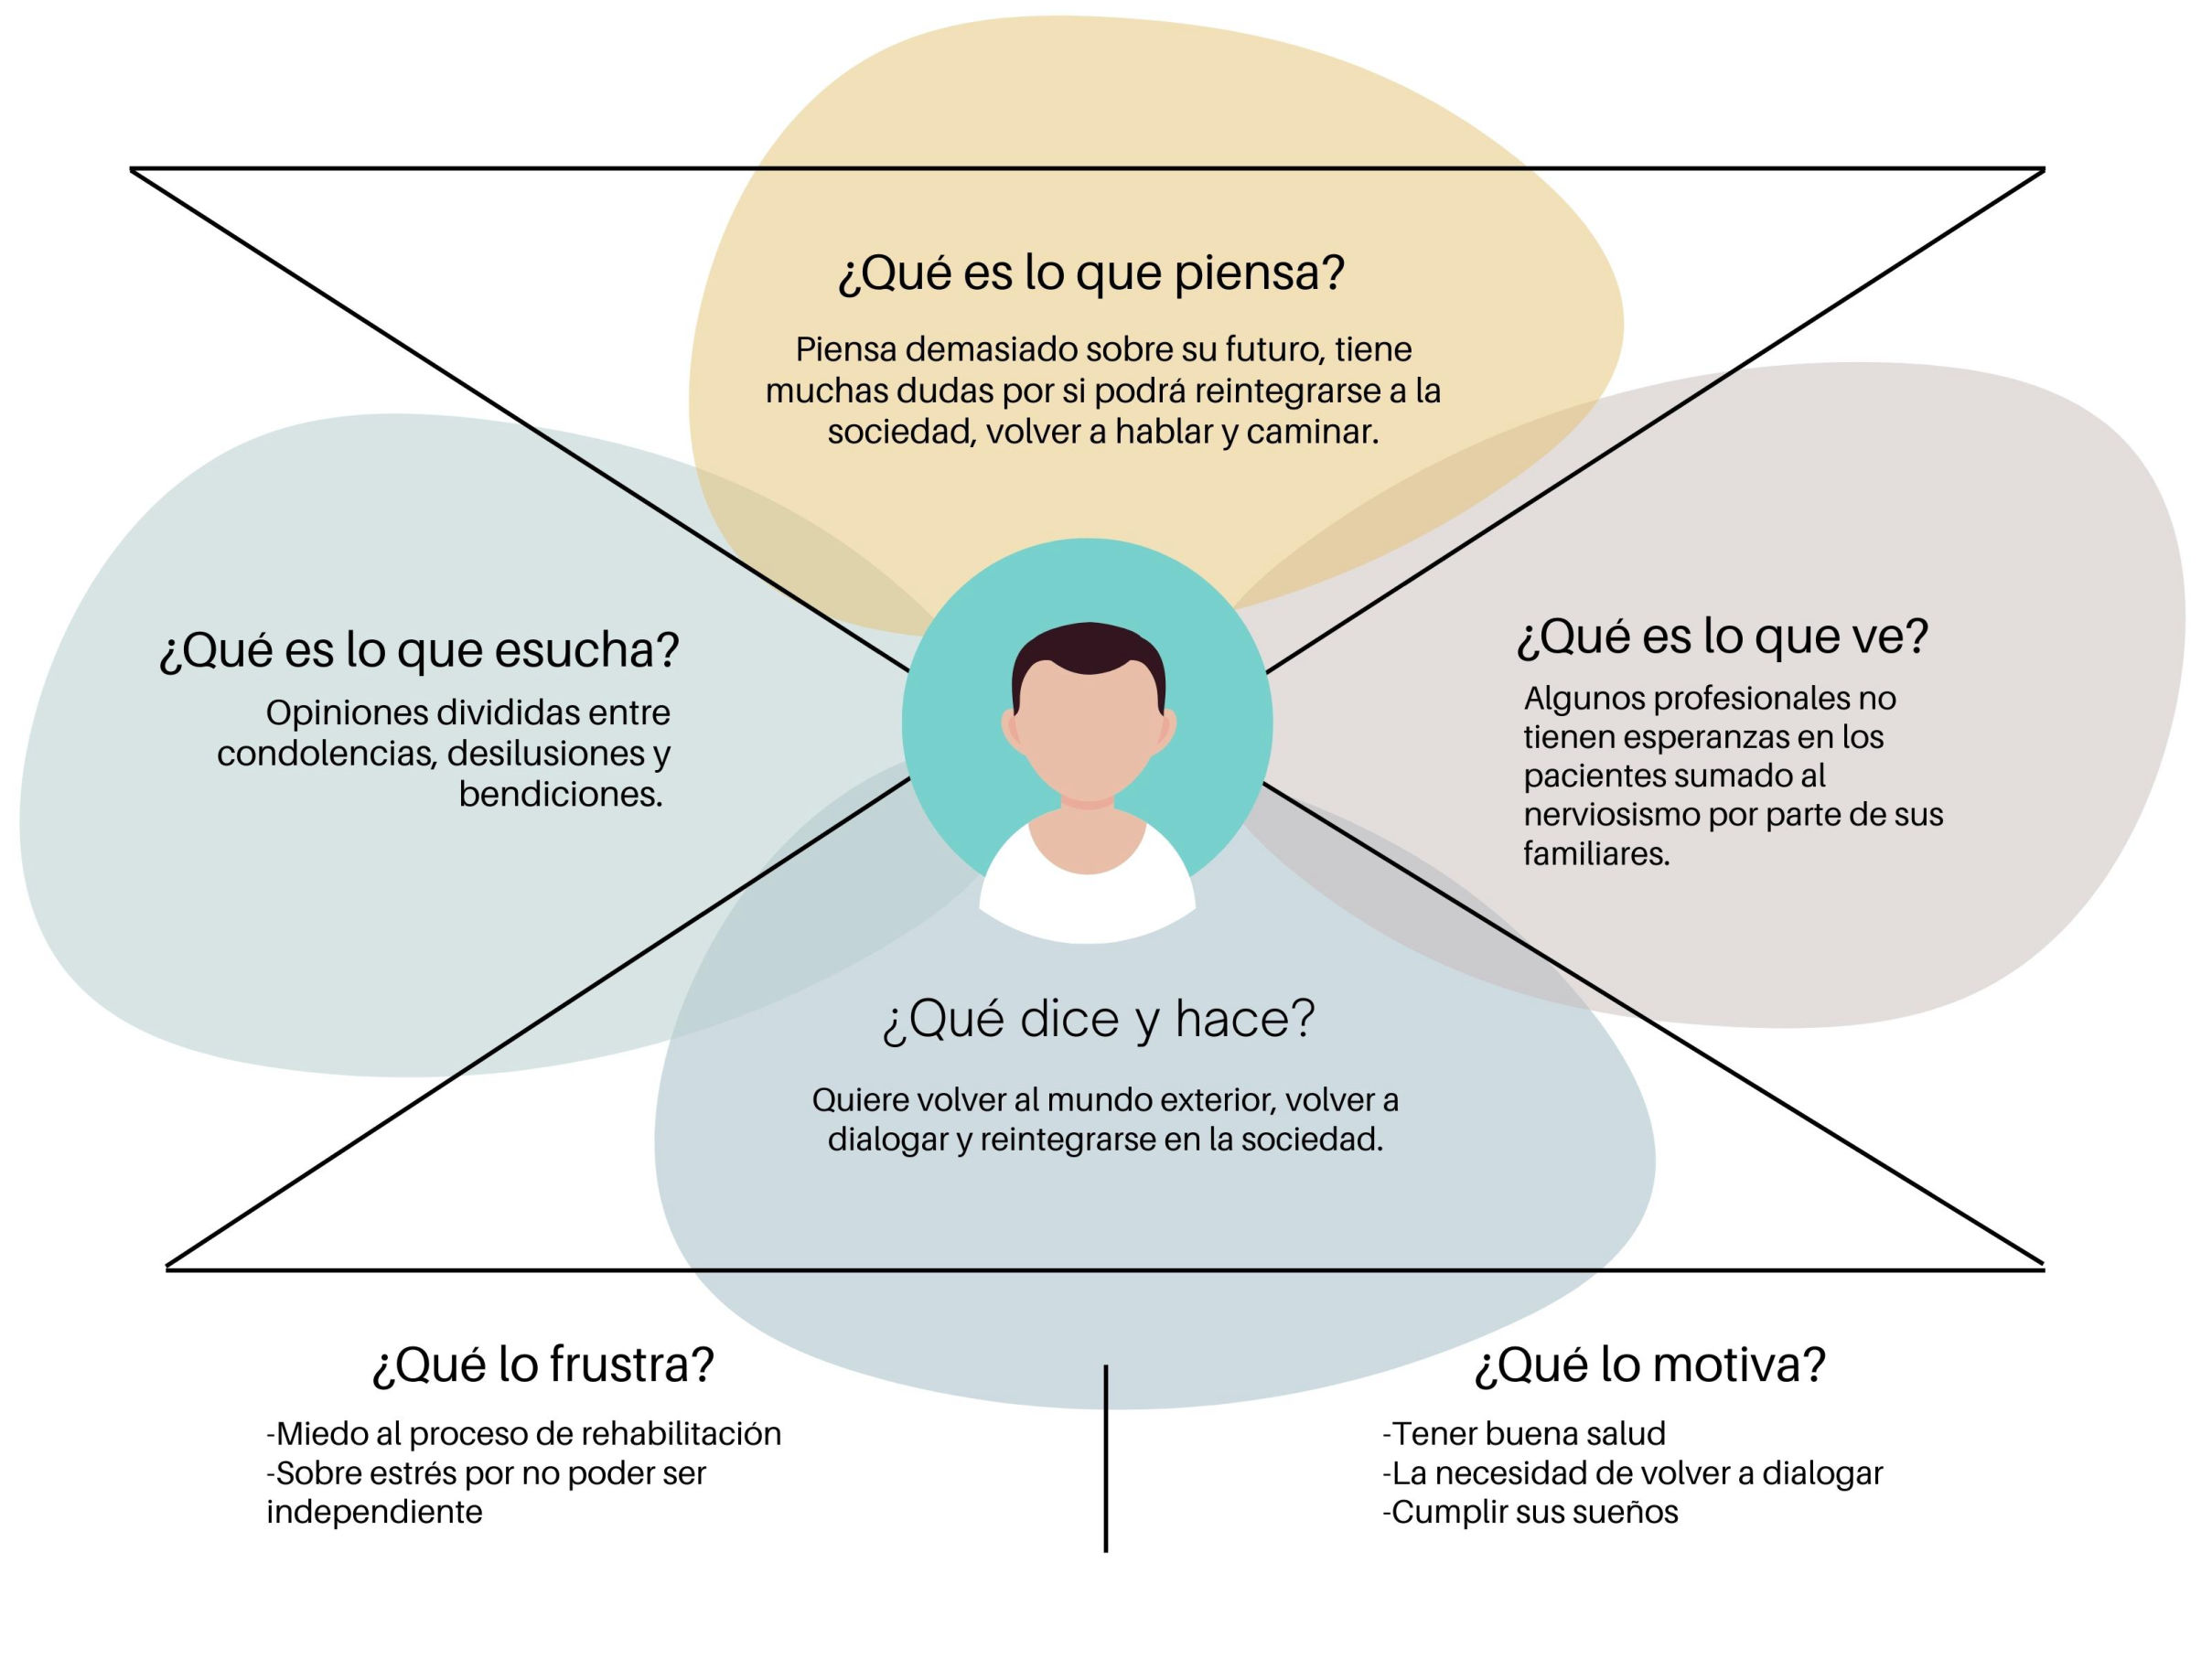 ¿Qué es lo que piensa?
Piensa demasiado sobre su futuro, tiene
muchas dudas por si podrá reintegrarse a la
sociedad, volver a hablar y caminar.
¿Qué es lo que esucha?
Opiniones divididas entre
condolencias, desilusiones y
bendiciones.
¿Qué es lo que ve?
Algunos profesionales no
tienen esperanzas en los
pacientes sumado al
nerviosismo por parte de sus
familiares.
¿Qué dice y hace?
Quiere volver al mundo exterior, volver a
dialogar y reintegrarse en la sociedad.
¿Qué lo frustra?
-Miedo al proceso de rehabilitación
-Sobre estrés por no poder ser
independiente
¿Qué lo motiva?
-Tener buena salud
-La necesidad de volver a dialogar
-Cumplir sus sueños